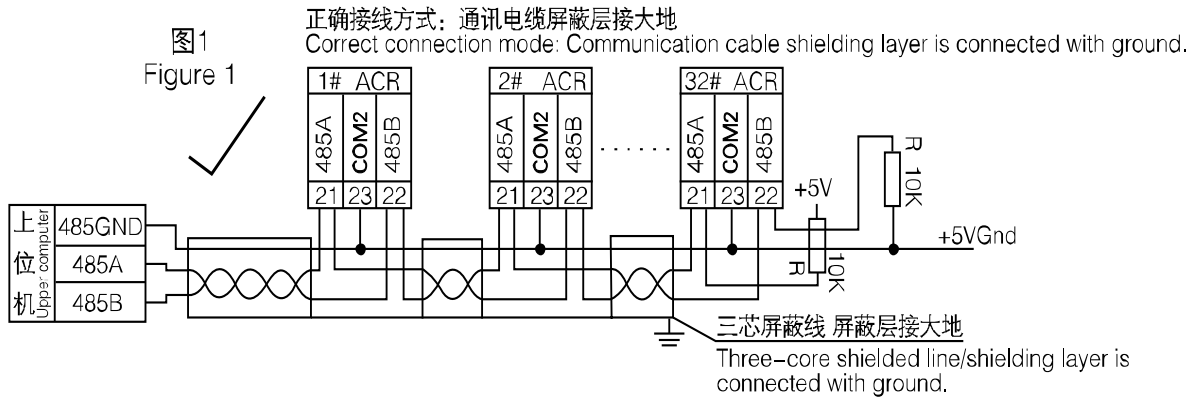 正确接线方式：通讯电缆屏蔽层接大地
Correct connection mode: Communication cable shielding layer is connected with ground.
图1
Figure 1
1# ACR
485A
COM2
485B
21 23 22
2# ACR
485A
COM2
485B
21 23 22
32# ACR
485A
COM2
485B
21 23 22
......
+5V
R
10K
R
10K
+5VGnd
上位机
Upper computer
485GND
485A
485B
三芯屏蔽线 屏蔽层接大地
Three-core shielded line/shielding layer is
connected with ground.